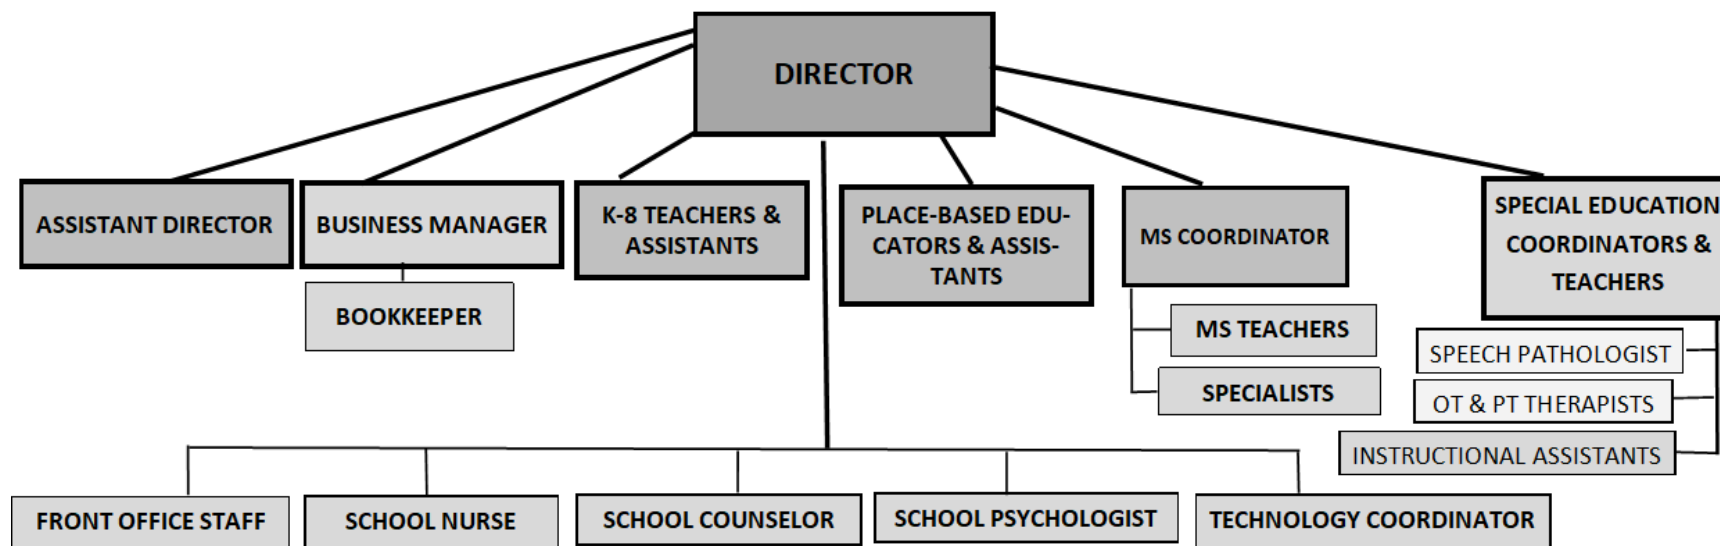 DIRECTOR
ASSISTANT DIRECTOR
BUSINESS MANAGER
K-8 TEACHERS &
ASSISTANTS
PLACE-BASED EDU-
CATORS & ASSIS-
TANTS
MS COORDINATOR
SPECIAL EDUCATION
COORDINATORS &
TEACHERS
BOOKKEEPER
MS TEACHERS
SPECIALISTS
SPEECH PATHOLOGIST
OT & PT THERAPISTS
INSTRUCTIONAL ASSISTANTS
FRONT OFFICE STAFF
SCHOOL NURSE
SCHOOL COUNSELOR
SCHOOL PSYCHOLOGIST
TECHNOLOGY COORDINATOR